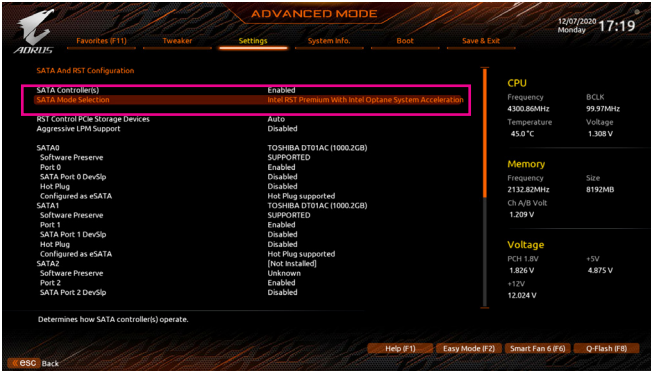 ADVANCED MODE
12/07/2020 Monday 17:19
AORUS
Favorites (F11) Tweaker Settings System Info. Boot Save & Exit
SATA And RST Configuration
SATA Controller(s) Enabled
SATA Mode Selection Intel RST Premium With Intel Optane System Acceleration
RST Control PCIe Storage Devices Auto
Aggressive LPM Support Disabled
SATA0 TOSHIBA DT01AC (1000.2GB)
Software Preserve SUPPORTED
Port 0 Enabled
SATA Port 0 DevSlp Disabled
Hot Plug Disabled
Configured as eSATA Hot Plug supported
SATA1 TOSHIBA DT01AC (1000.2GB)
Software Preserve SUPPORTED
Port 1 Enabled
SATA Port 1 DevSlp Disabled
Hot Plug Disabled
Configured as eSATA Hot Plug supported
SATA2 [Not Installed]
Software Preserve Unknown
Port 2 Enabled
SATA Port 2 DevSlp Disabled
CPU
Frequency BCLK
4300.86MHz 99.97MHz
Temperature Voltage
45.0 °C 1.308 V
Memory
Frequency Size
2132.82MHz 8192MB
Ch A/B Volt
1.209 V
Voltage
PCH 1.8V +5V
1.826 V 4.875 V
+12V
12.024 V
Determines how SATA controller(s) operate.
Help (F1) Easy Mode (F2) Smart Fan 6 (F6) Q-Flash (F8)
esc Back